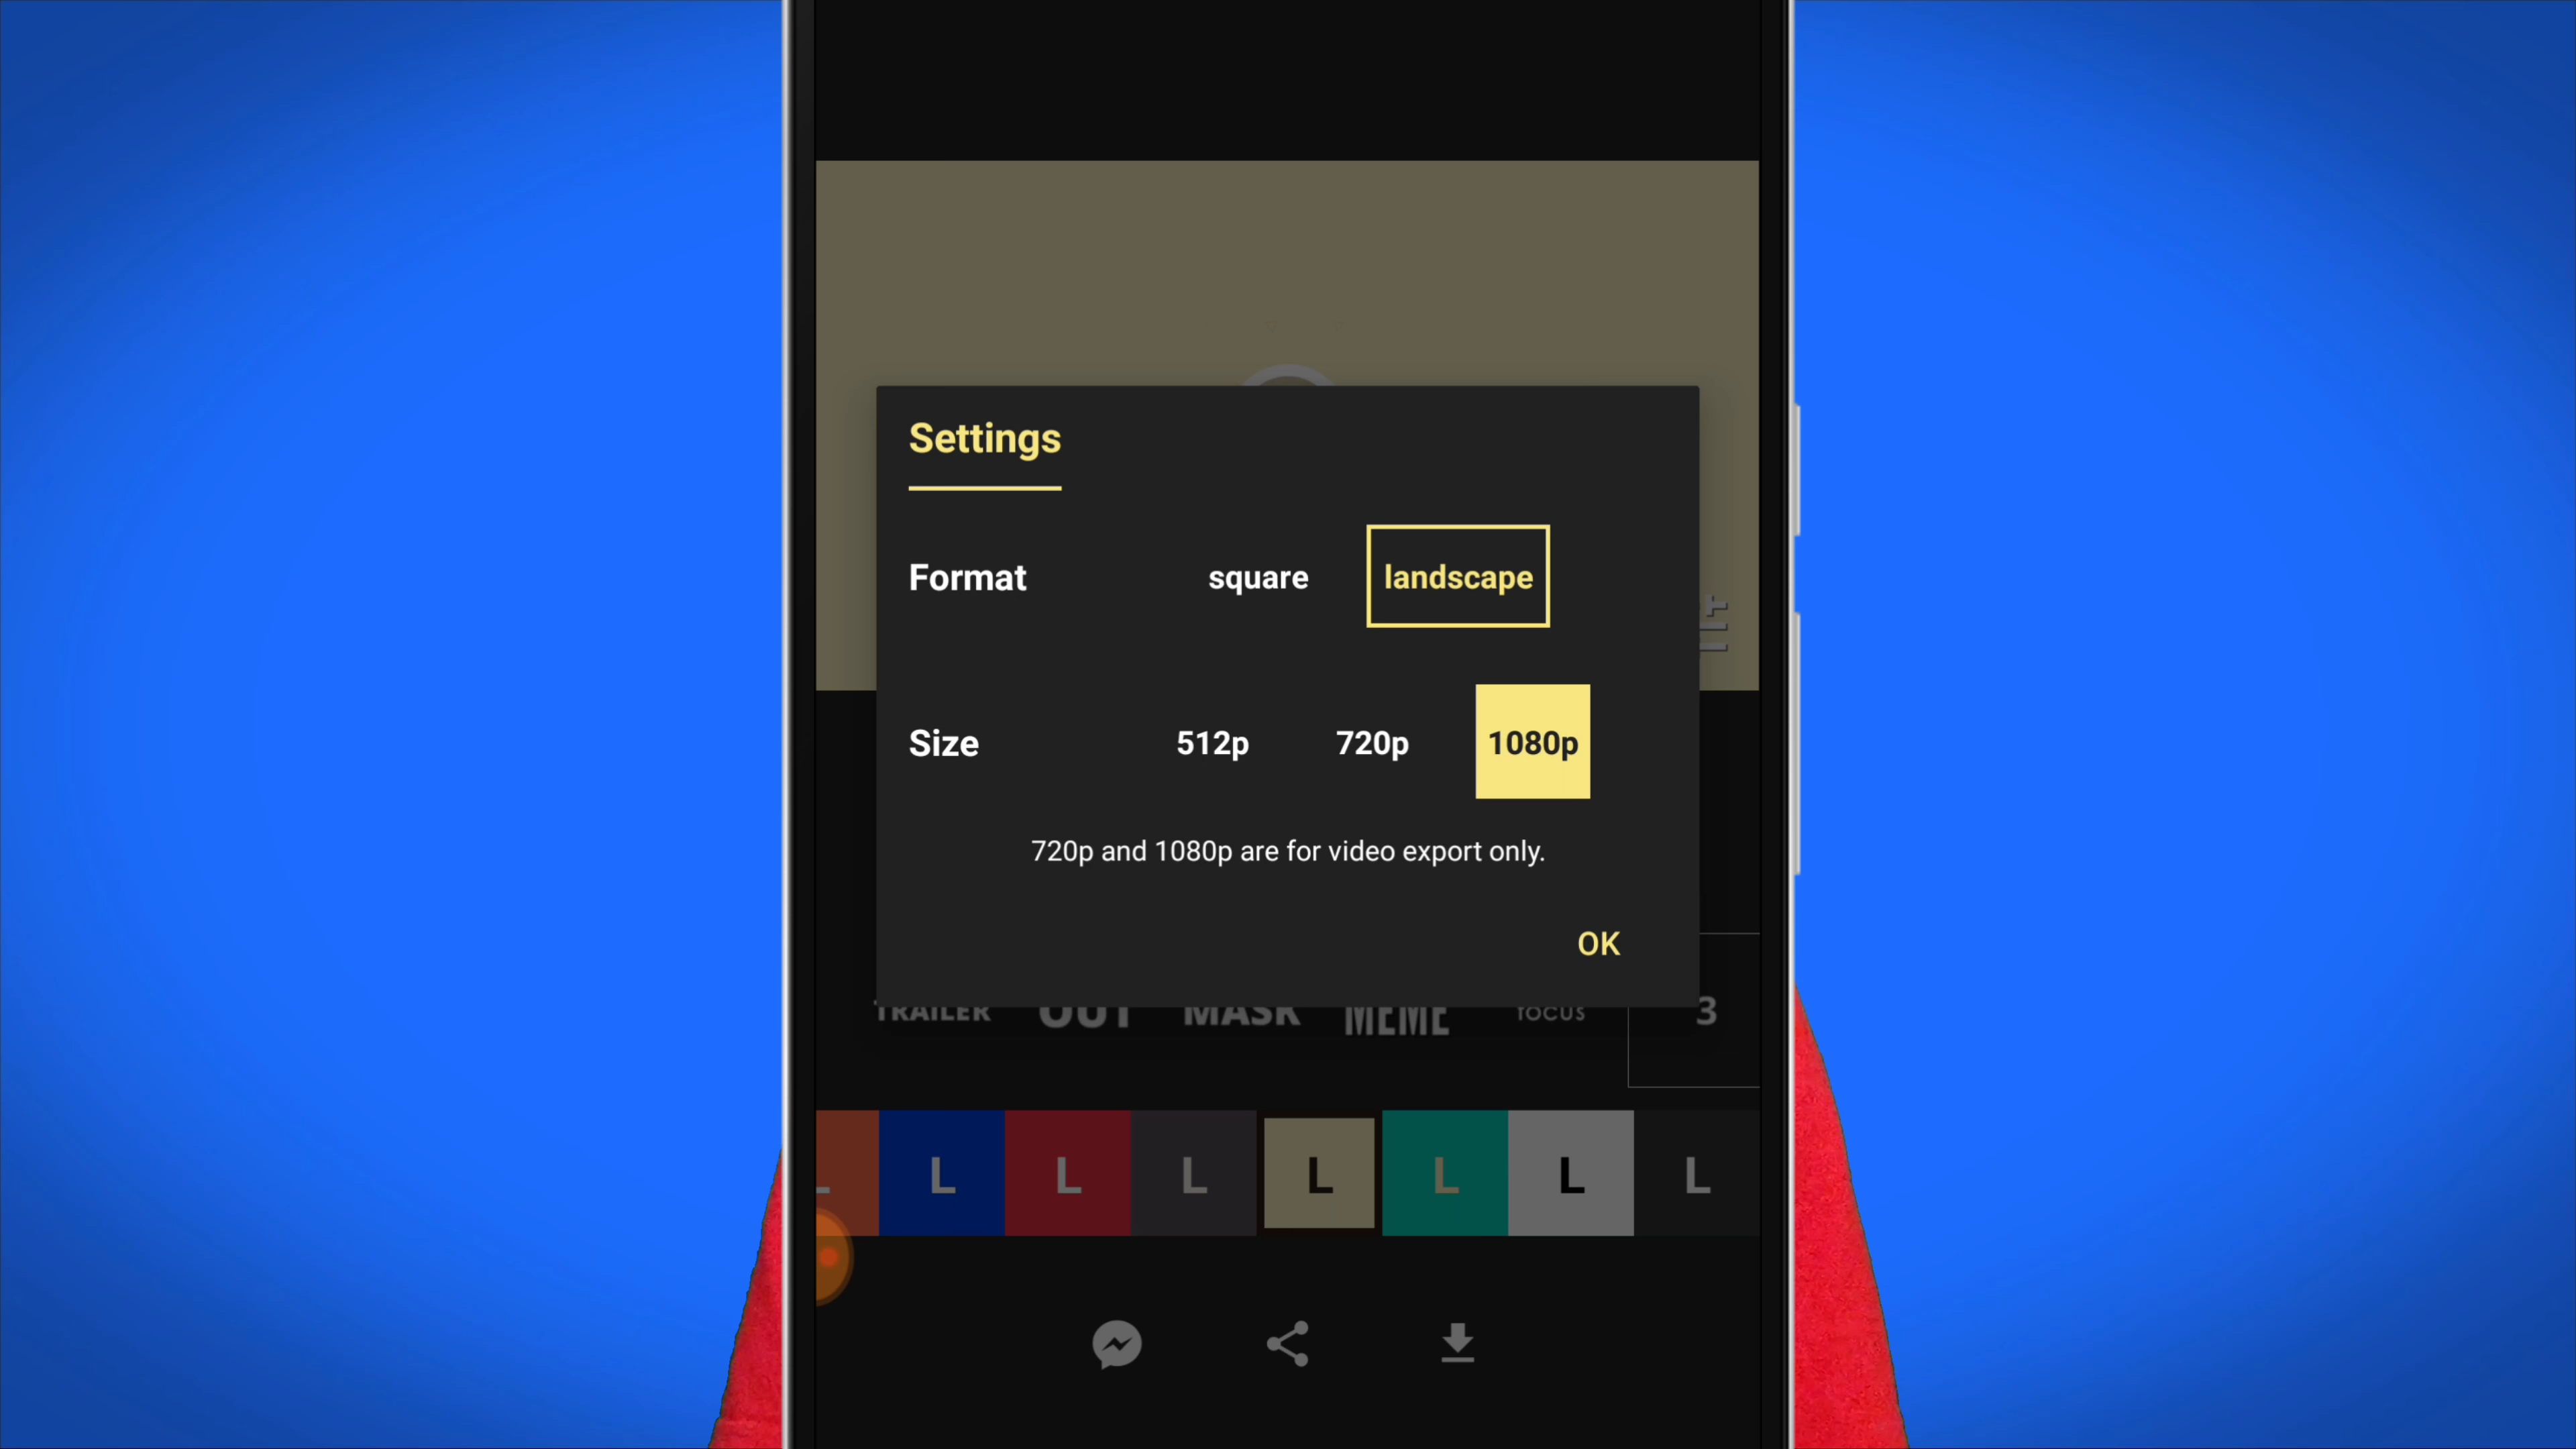 Settings
Format square landscape
Size 512p 720p 1080p
720p and 1080p are for video export only.
OK
TRAILER OUT MASK MEME FOCUS 3
L L L L L L L L